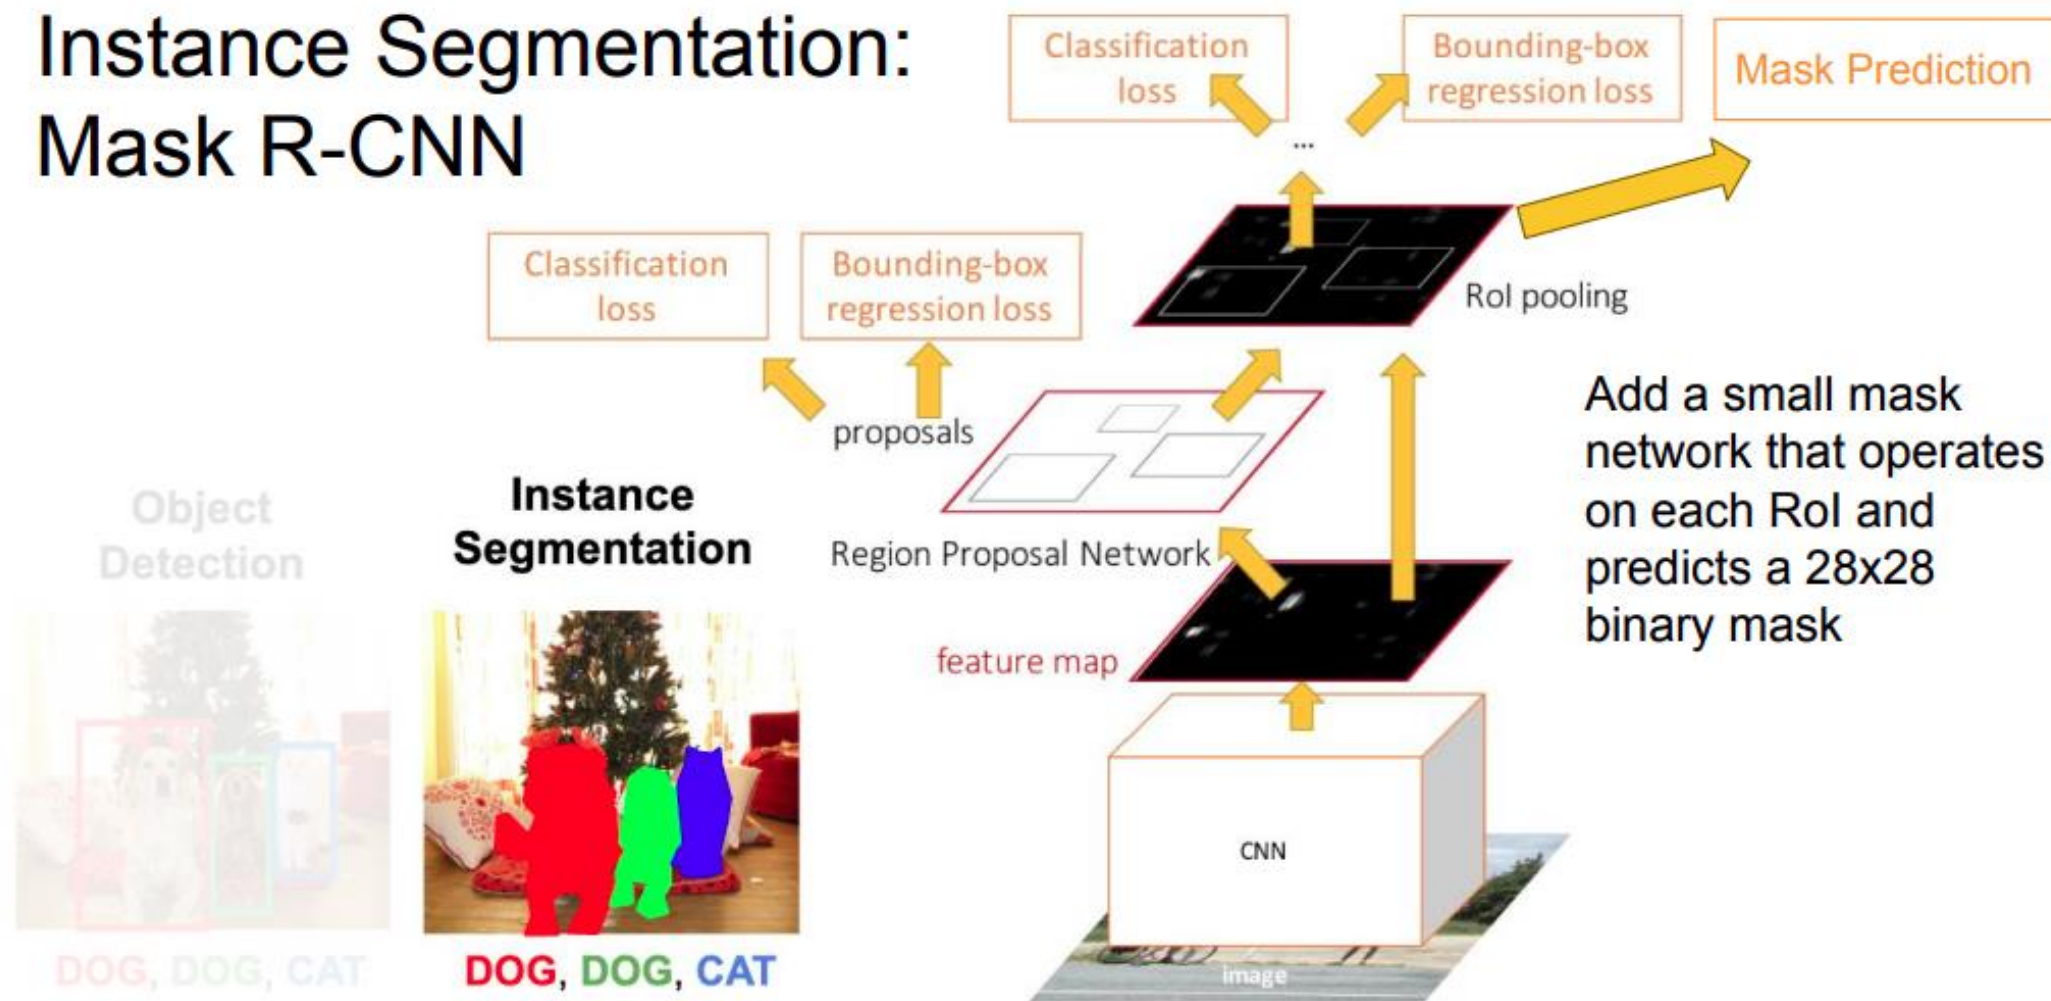 Instance Segmentation:
Mask R-CNN
Classification
loss
Bounding-box
regression loss
Mask Prediction
...
RoI pooling
Classification
loss
Bounding-box
regression loss
proposals
Region Proposal Network
feature map
CNN
image
Add a small mask
network that operates
on each RoI and
predicts a 28x28
binary mask
Object
Detection
DOG, DOG, CAT
Instance
Segmentation
DOG, DOG, CAT